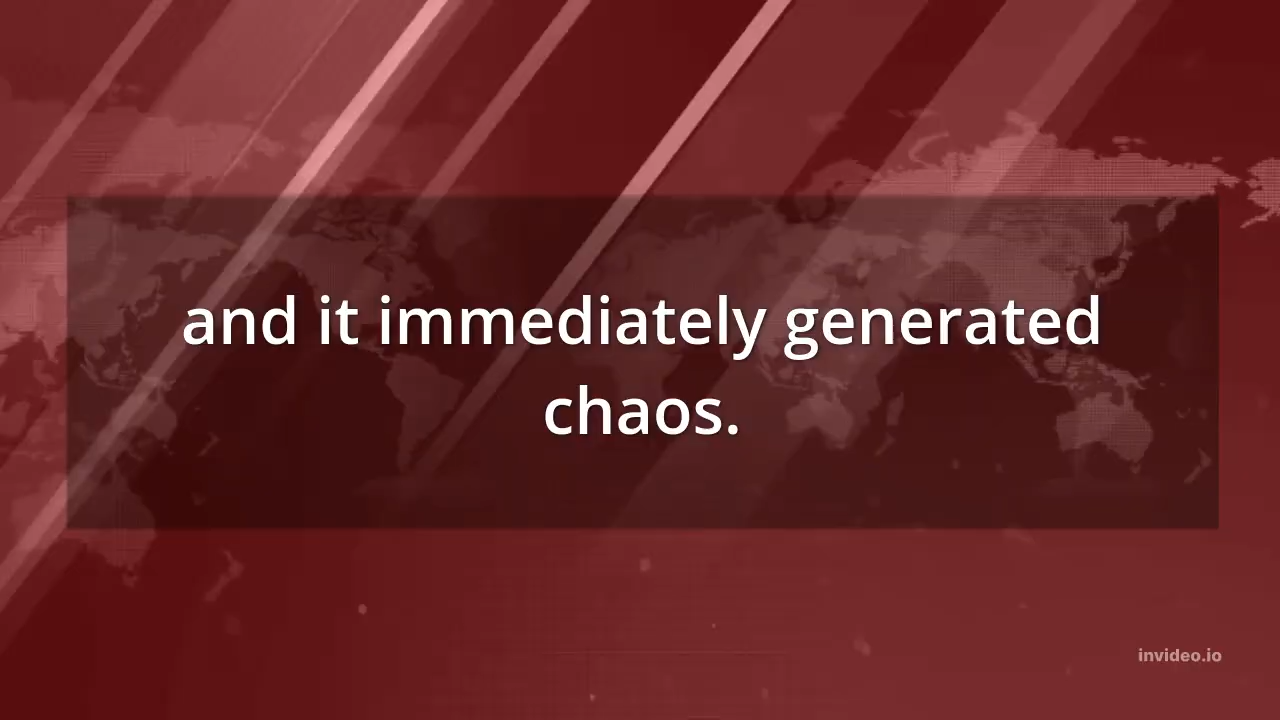 and it immediately generated
chaos.
invideo.io